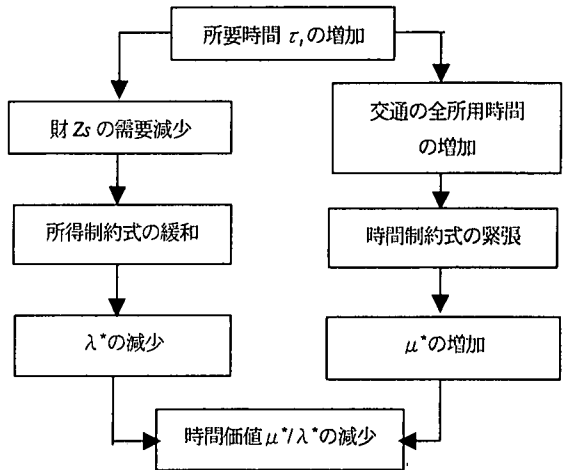 所要時間 τ₁の増加
財 Zs の需要減少
交通の全所用時間
の増加
所得制約式の緩和
時間制約式の緊張
λ*の減少
μ*の増加
時間価値 μ*/λ*の減少